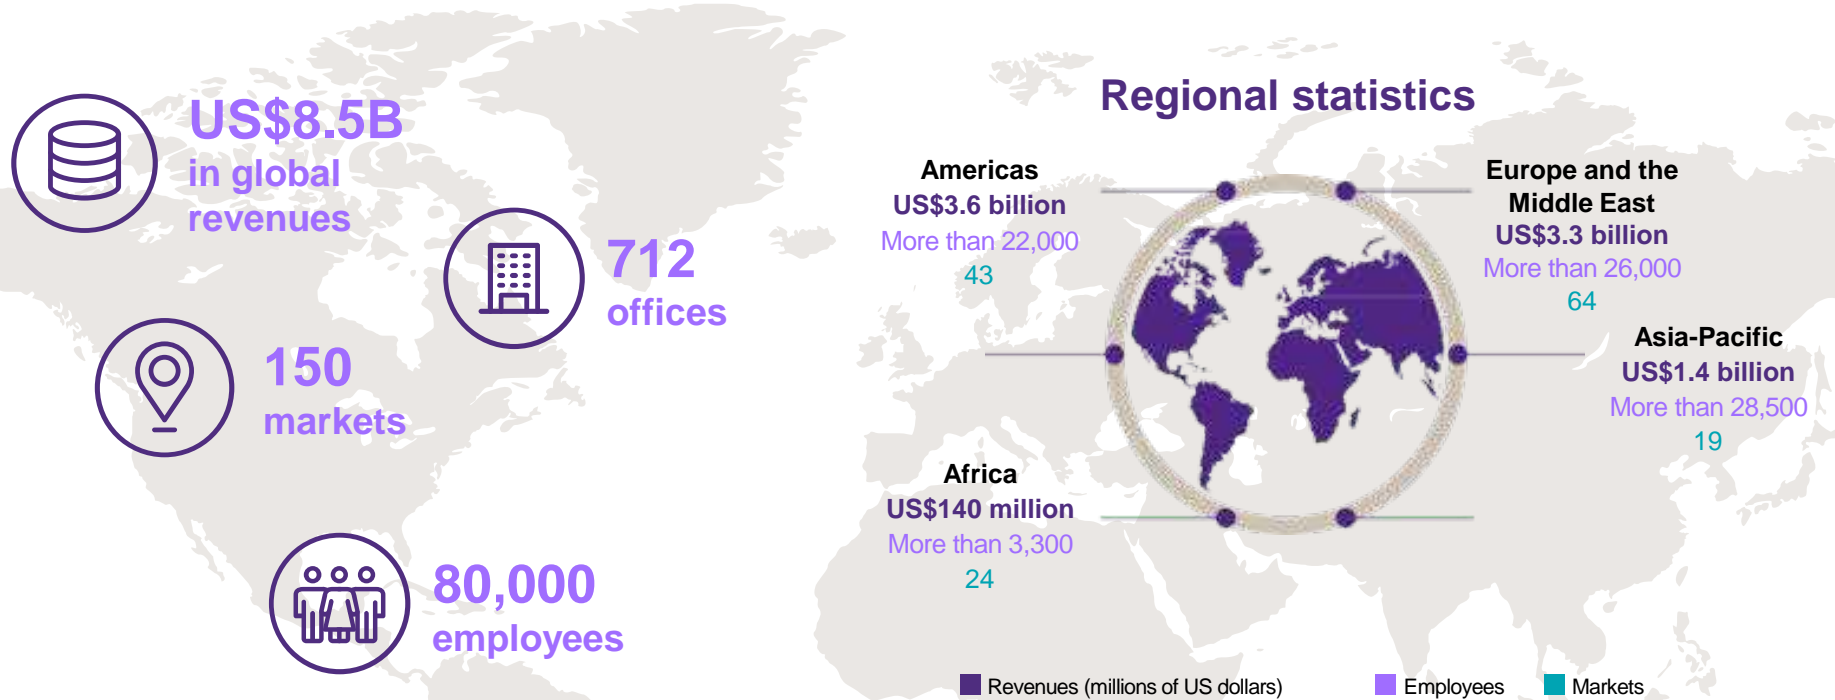 US$8.5B
in global
revenues
712
offices
150
markets
80,000
employees
Regional statistics
Americas
US$3.6 billion
More than 22,000
43
Europe and the
Middle East
US$3.3 billion
More than 26,000
64
Asia-Pacific
US$1.4 billion
More than 28,500
19
Africa
US$140 million
More than 3,300
24
Revenues (millions of US dollars)
Employees
Markets